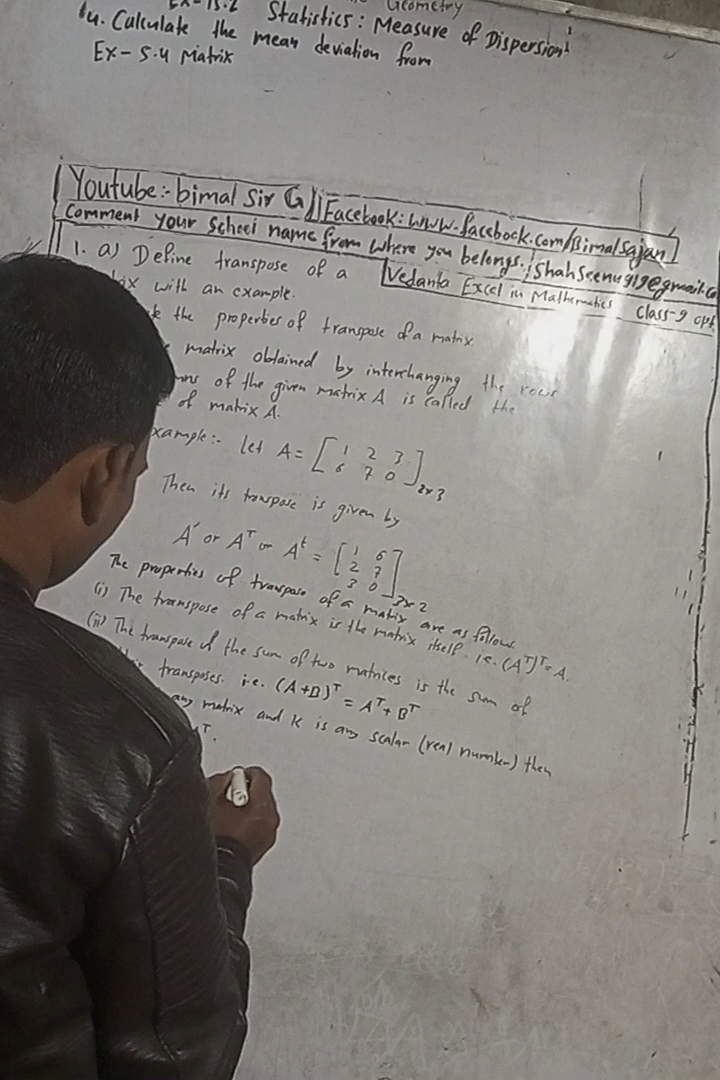 Geometry
Ex-15.2 Statistics: Measure of Dispersion
14. Calculate the mean deviation from
Ex- 5.4 Matrix
Youtube:- bimal Sir G Facebook: www.facebook.com/Bimalsajan
Comment your School name from where you belongs. Shahseenu919@gmail.co
1. a) Define transpose of a Vedanta Excel in Mathematics Class-9 opt
with an example.
the properties of transpose of a matrix.
matrix obtained by interchanging the rows
of the given matrix A is called the
of matrix A.
xample:- let A = [1 2 3
6 7 0]2x3
Then its transpose is given by
A' or Aᵀ or Aᵗ = [1 6
2 7
3 0]3x2
The properties of transpose of a matrix are as follows.
(i) The transpose of a matrix is the matrix itself. i.e. (Aᵀ)ᵀ = A.
(ii) The transpose of the sum of two matrices is the sum of
transposes. i.e. (A+B)ᵀ = Aᵀ + Bᵀ
any matrix and K is any scalar (real number) then
ᵀ.